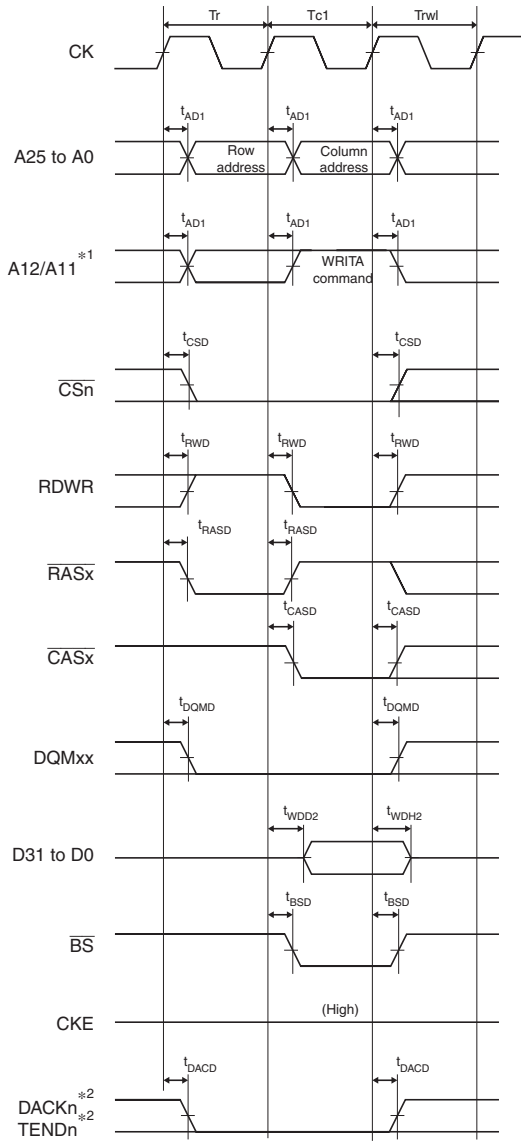 Tr Tc1 Trwl
CK
tAD1 tAD1 tAD1
A25 to A0
Row address
Column address
tAD1 tAD1 tAD1
A12/A11*1
WRITA command
tCSD tCSD
CSn
tRWD tRWD tRWD
RDWR
tRASD tRASD
RASx
tCASD tCASD
CASx
tDQMD tDQMD
DQMxx
tWDD2 tWDH2
D31 to D0
tBSD tBSD
BS
(High)
CKE
tDACD tDACD
DACKn*2
TENDn*2